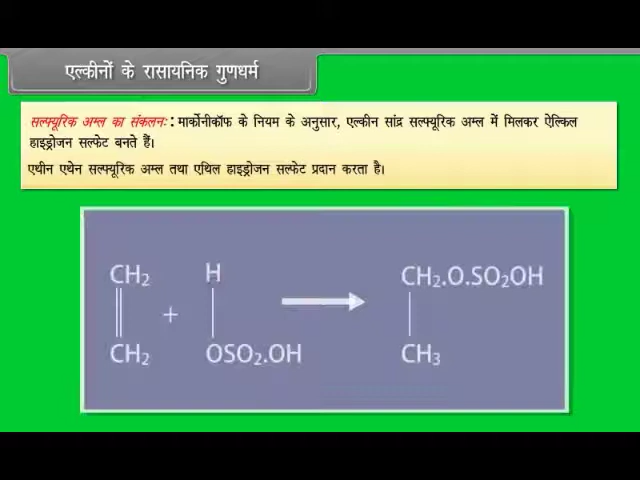 एल्कीनों के रासायनिक गुणधर्म
सल्फ्यूरिक अम्ल का संकलनः : मार्कोनीकॉफ के नियम के अनुसार, एल्कीन सांद्र सल्फ्यूरिक अम्ल में मिलकर ऐल्किल
हाइड्रोजन सल्फेट बनते हैं।
एथीन एथेन सल्फ्यूरिक अम्ल तथा एथिल हाइड्रोजन सल्फेट प्रदान करता है।
CH₂ H CH₂.O.SO₂OH
+
CH₂ OSO₂.OH CH₃